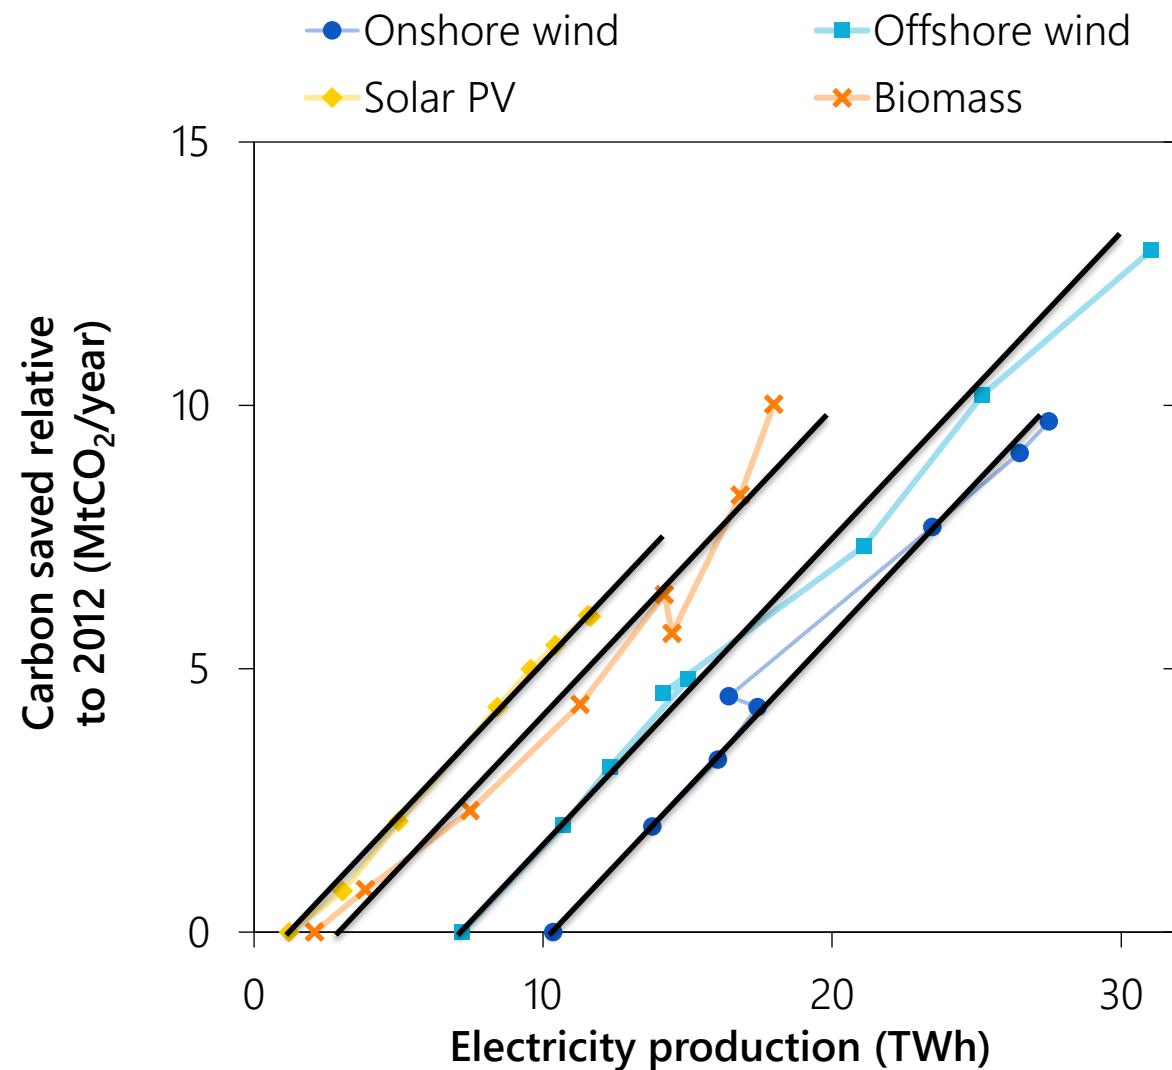 Onshore wind
Offshore wind
Solar PV
Biomass
15
10
5
0
Carbon saved relative
to 2012 (MtCO₂/year)
0
10
20
30
Electricity production (TWh)